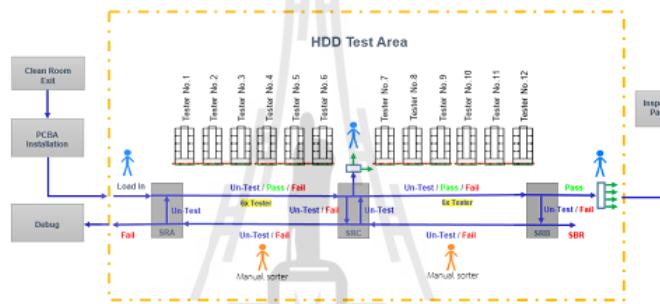 HDD Test Area
Clean Room
Exit
PCBA
Installation
Debug
Tester No.1
Tester No.2
Tester No.3
Tester No.4
Tester No.5
Tester No.6
Tester No.7
Tester No.8
Tester No.9
Tester No.10
Tester No.11
Tester No.12
Load In
Un-Test / Pass / Fail
6x Tester
Un-Test / Pass / Fail
6x Tester
Pass
Un-Test
Un-Test / Fail
Un-Test / Fail
SRA
SRC
SRB
Fail
Un-Test / Fail
Un-Test / Fail
SBR
Manual sorter
Manual sorter